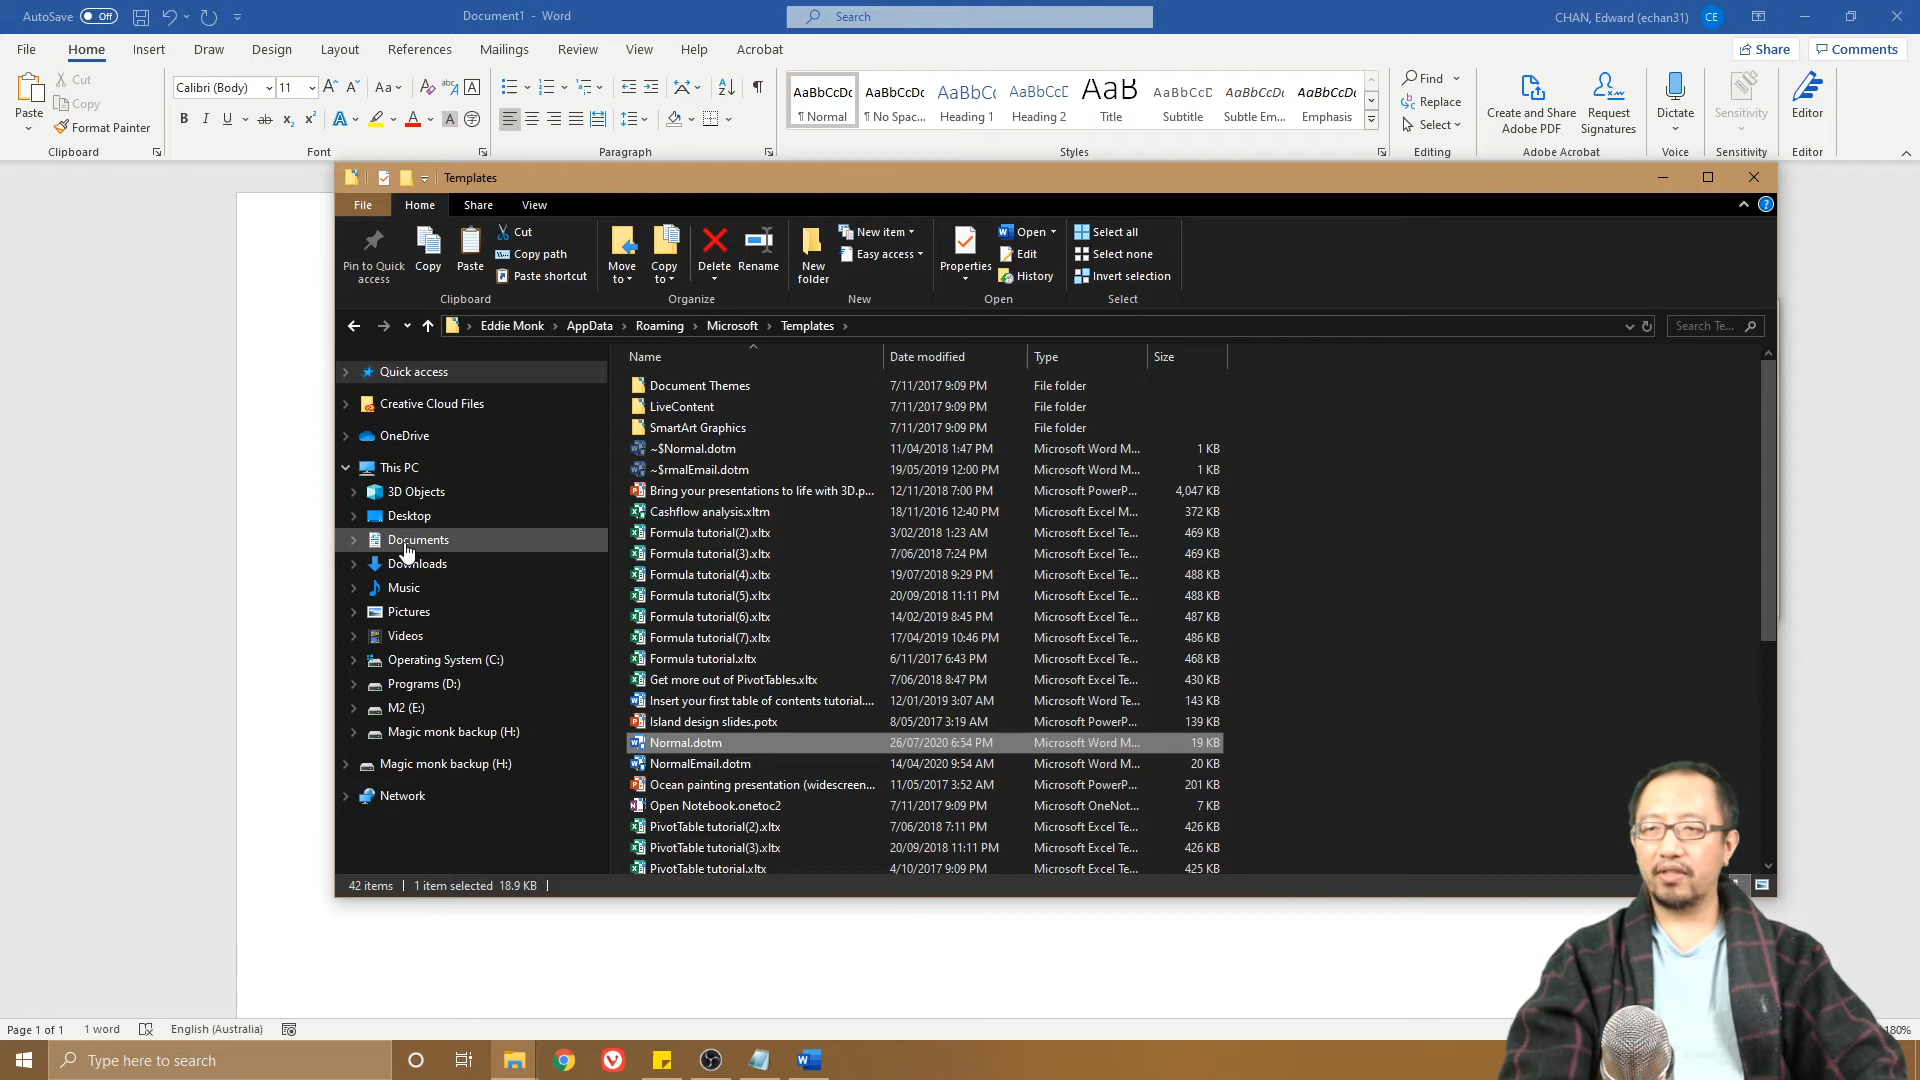 AutoSave Off
Document1 - Word
Search
CHAN, Edward (echan31) CE
File Home Insert Draw Design Layout References Mailings Review View Help Acrobat
Share Comments
Paste
Cut
Copy
Format Painter
Clipboard
Calibri (Body) 11
Font
Paragraph
AaBbCcDc AaBbCcDc AaBbCc AaBbCcD AaB AaBbCcD AaBbCcDc AaBbCcDc
¶ Normal ¶ No Spac... Heading 1 Heading 2 Title Subtitle Subtle Em... Emphasis
Styles
Find
Replace
Select
Editing
Create and Share Adobe PDF
Request Signatures
Adobe Acrobat
Dictate
Voice
Sensitivity
Sensitivity
Editor
Editor
Templates
File Home Share View
Pin to Quick access
Copy
Paste
Cut
Copy path
Paste shortcut
Clipboard
Move to
Copy to
Delete
Rename
Organize
New folder
New item
Easy access
New
Properties
Open
Edit
History
Open
Select all
Select none
Invert selection
Select
Eddie Monk > AppData > Roaming > Microsoft > Templates >
Search Te...
Quick access
Creative Cloud Files
OneDrive
This PC
3D Objects
Desktop
Documents
Downloads
Music
Pictures
Videos
Operating System (C:)
Programs (D:)
M2 (E:)
Magic monk backup (H:)
Magic monk backup (H:)
Network
Name Date modified Type Size
Document Themes 7/11/2017 9:09 PM File folder
LiveContent 7/11/2017 9:09 PM File folder
SmartArt Graphics 7/11/2017 9:09 PM File folder
~$Normal.dotm 11/04/2018 1:47 PM Microsoft Word M... 1 KB
~$rmalEmail.dotm 19/05/2019 12:00 PM Microsoft Word M... 1 KB
Bring your presentations to life with 3D.p... 12/11/2018 7:00 PM Microsoft PowerP... 4,047 KB
Cashflow analysis.xltm 18/11/2016 12:40 PM Microsoft Excel M... 372 KB
Formula tutorial(2).xltx 3/02/2018 1:23 AM Microsoft Excel Te... 469 KB
Formula tutorial(3).xltx 7/06/2018 7:24 PM Microsoft Excel Te... 469 KB
Formula tutorial(4).xltx 19/07/2018 9:29 PM Microsoft Excel Te... 488 KB
Formula tutorial(5).xltx 20/09/2018 11:11 PM Microsoft Excel Te... 488 KB
Formula tutorial(6).xltx 14/02/2019 8:45 PM Microsoft Excel Te... 487 KB
Formula tutorial(7).xltx 17/04/2019 10:46 PM Microsoft Excel Te... 486 KB
Formula tutorial.xltx 6/11/2017 6:43 PM Microsoft Excel Te... 468 KB
Get more out of PivotTables.xltx 7/06/2018 8:47 PM Microsoft Excel Te... 430 KB
Insert your first table of contents tutorial.... 12/01/2019 3:07 AM Microsoft Word Te... 143 KB
Island design slides.potx 8/05/2017 3:19 AM Microsoft PowerP... 139 KB
Normal.dotm 26/07/2020 6:54 PM Microsoft Word M... 19 KB
NormalEmail.dotm 14/04/2020 9:54 AM Microsoft Word M... 20 KB
Ocean painting presentation (widescreen... 11/05/2017 3:52 AM Microsoft PowerP... 201 KB
Open Notebook.onetoc2 7/11/2017 9:09 PM Microsoft OneNot... 7 KB
PivotTable tutorial(2).xltx 7/06/2018 7:11 PM Microsoft Excel Te... 426 KB
PivotTable tutorial(3).xltx 20/09/2018 11:11 PM Microsoft Excel Te... 426 KB
PivotTable tutorial.xltx 4/10/2017 9:09 PM Microsoft Excel Te... 425 KB
42 items 1 item selected 18.9 KB
Page 1 of 1 1 word English (Australia) 180%
Type here to search